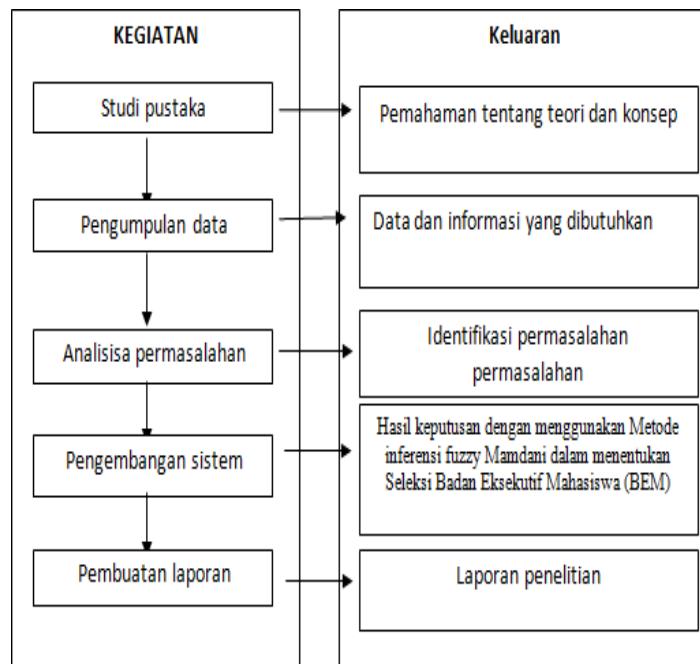 KEGIATAN
Keluaran
Studi pustaka
Pemahaman tentang teori dan konsep
Pengumpulan data
Data dan informasi yang dibutuhkan
Analisisa permasalahan
Identifikasi permasalahan
permasalahan
Pengembangan sistem
Hasil keputusan dengan menggunakan Metode
inferensi fuzzy Mamdani dalam menentukan
Seleksi Badan Eksekutif Mahasiswa (BEM)
Pembuatan laporan
Laporan penelitian